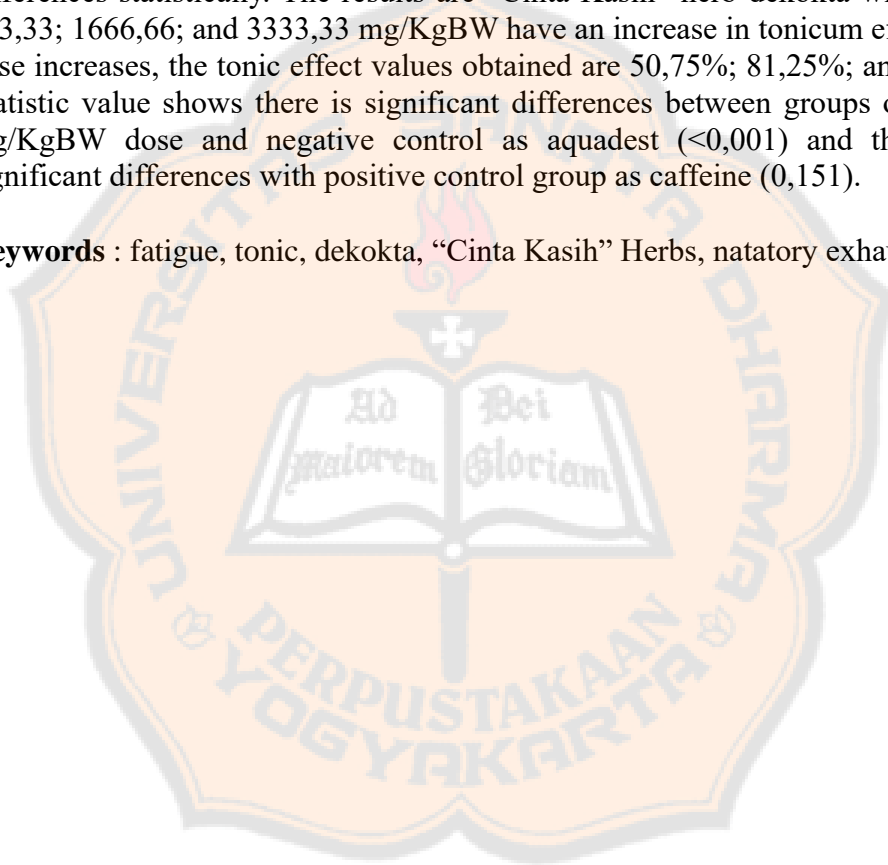 ferences statistically. The results are "Cinta Kasih" herb dekokta wi
3,33; 1666,66; and 3333,33 mg/KgBW have an increase in tonicum ef
se increases, the tonic effect values obtained are 50,75%; 81,25%; an
atistic value shows there is significant differences between groups o
g/KgBW dose and negative control as aquadest (<0,001) and th
gnificant differences with positive control group as caffeine (0,151).
eywords : fatigue, tonic, dekokta, “Cinta Kasih” Herbs, natatory exhau
UNIVERSITAS SANATA DHARMA
Ad Dei
Maiorem Gloriam
PERPUSTAKAAN
YOGYAKARTA